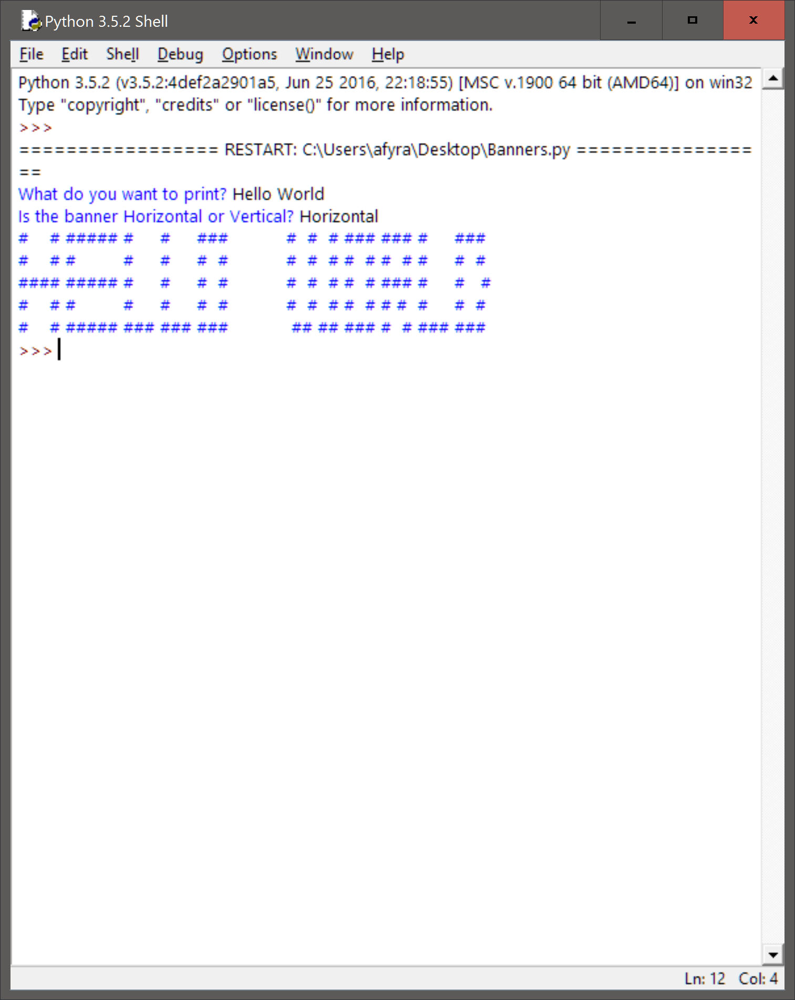 Python 3.5.2 Shell
File Edit Shell Debug Options Window Help
Python 3.5.2 (v3.5.2:4def2a2901a5, Jun 25 2016, 22:18:55) [MSC v.1900 64 bit (AMD64)] on win32
Type "copyright", "credits" or "license()" for more information.
>>>
================= RESTART: C:\Users\afyra\Desktop\Banners.py ===============
==
What do you want to print? Hello World
Is the banner Horizontal or Vertical? Horizontal
#    # ##### #     #     ###           #  #  # ### ### #     ###
#    # #         #     #     #  #           #  #  # #  # #  # #     #  #
#### ##### #     #     #  #           #  #  # #  # ### #     #    #
#    # #         #     #     #  #           #  #  # #  # # #  #     #  #
#    # ##### ### ### ###            ## ## ### #  # ### ###
>>>
Ln: 12 Col: 4